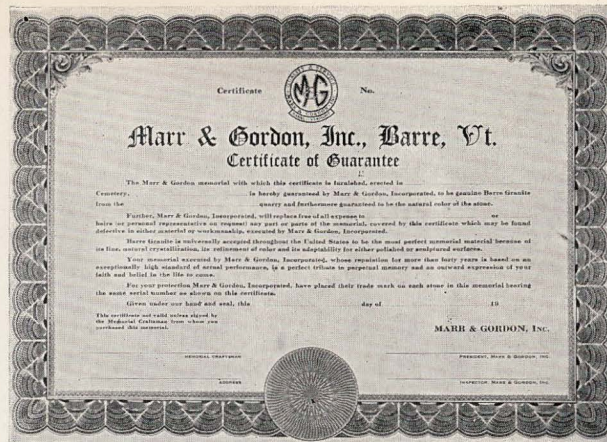 Certificate No.
M&G
Marr & Gordon, Inc., Barre, Vt.
Certificate of Guarantee
The Marr & Gordon memorial with which this certificate is furnished, erected to
Cemetery, is hereby guaranteed by Marr & Gordon, Incorporated, to be genuine Barre Granite
from the quarry and furthermore guaranteed to be the natural color of the stone.
Further, Marr & Gordon, Incorporated, will replace free of all expense to or
heirs (or personal representative on request) any part or parts of the memorial, covered by this certificate which may be found
defective in either material or workmanship, executed by Marr & Gordon, Incorporated.
Barre Granite is universally accepted throughout the United States to be the most perfect memorial material because of
its fine, natural crystallization, its refinement of color and its adaptability for either polished or sculptured surfaces.
Your memorial executed by Marr & Gordon, Incorporated, whose reputation for more than forty years is based on an
exceptionally high standard of actual performance, is a perfect tribute to perpetual memory and an outward expression of your
faith and belief in the life to come.
For your protection Marr & Gordon, Incorporated, have placed their trade mark on each stone in this memorial bearing
the same serial number as shown on this certificate.
Given under our hand and seal, this day of 19
This certificate not valid unless signed by
the Memorial Craftsman from whom you
purchased this memorial.
MARR & GORDON, INC.
MEMORIAL CRAFTSMAN PRESIDENT, MARR & GORDON, INC.
ADDRESS INSPECTOR, MARR & GORDON, INC.